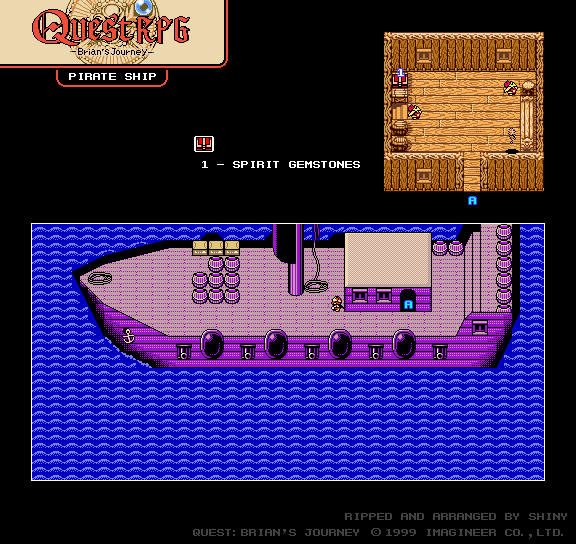 QuestRPG
Brian's Journey
PIRATE SHIP
1
1 - SPIRIT GEMSTONES
A
A
RIPPED AND ARRANGED BY SHINY
QUEST: BRIAN'S JOURNEY © 1999 IMAGINEER CO., LTD.